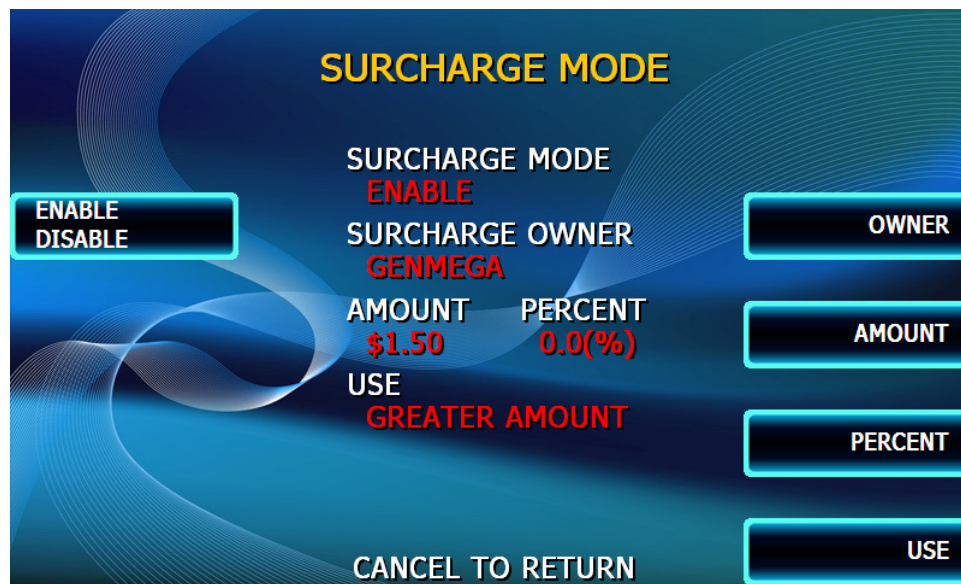 SURCHARGE MODE
ENABLE
DISABLE
SURCHARGE MODE
ENABLE
SURCHARGE OWNER
GENMEGA
AMOUNT PERCENT
$1.50 0.0(%)
USE
GREATER AMOUNT
OWNER
AMOUNT
PERCENT
USE
CANCEL TO RETURN